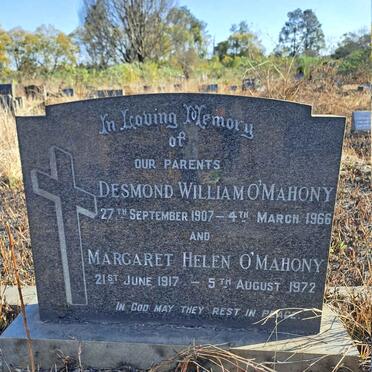 In Loving Memory
of
OUR PARENTS
DESMOND WILLIAM O'MAHONY
27TH SEPTEMBER 1907 - 4TH MARCH 1966
AND
MARGARET HELEN O'MAHONY
21ST JUNE 1917 - 5TH AUGUST 1972
IN GOD MAY THEY REST IN PEACE